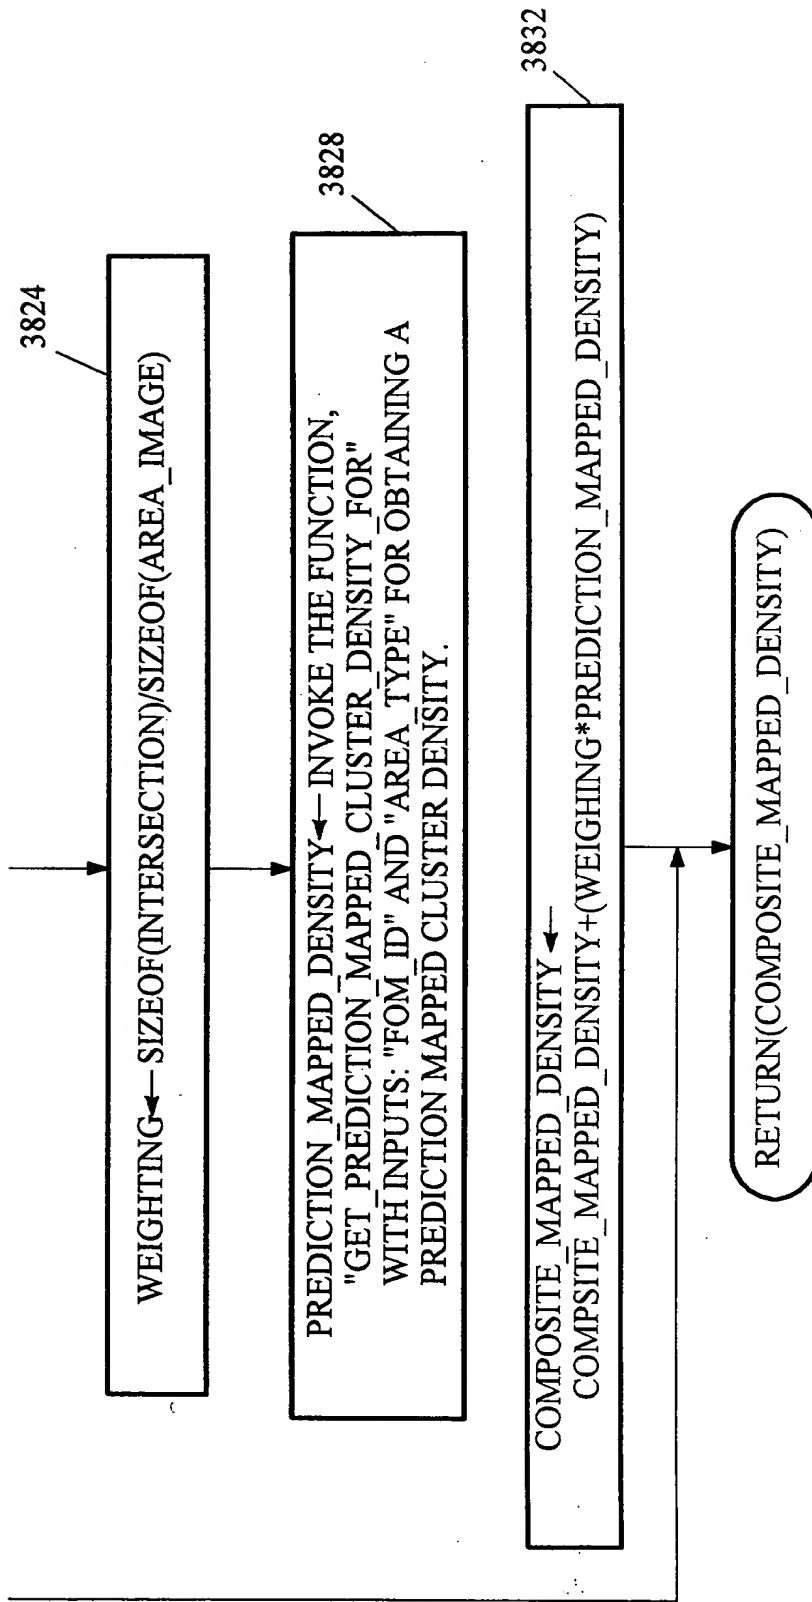 3824
WEIGHTING ← SIZEOF(INTERSECTION)/SIZEOF(AREA_IMAGE)
3828
PREDICTION_MAPPED_DENSITY ← INVOKE THE FUNCTION,
"GET_PREDICTION_MAPPED_CLUSTER_DENSITY_FOR"
WITH INPUTS: "FOM_ID" AND "AREA_TYPE" FOR OBTAINING A
PREDICTION MAPPED CLUSTER DENSITY.
3832
COMPOSITE_MAPPED_DENSITY ←
COMPSITE_MAPPED_DENSITY+(WEIGHING*PREDICTION_MAPPED_DENSITY)
RETURN(COMPOSITE_MAPPED_DENSITY)